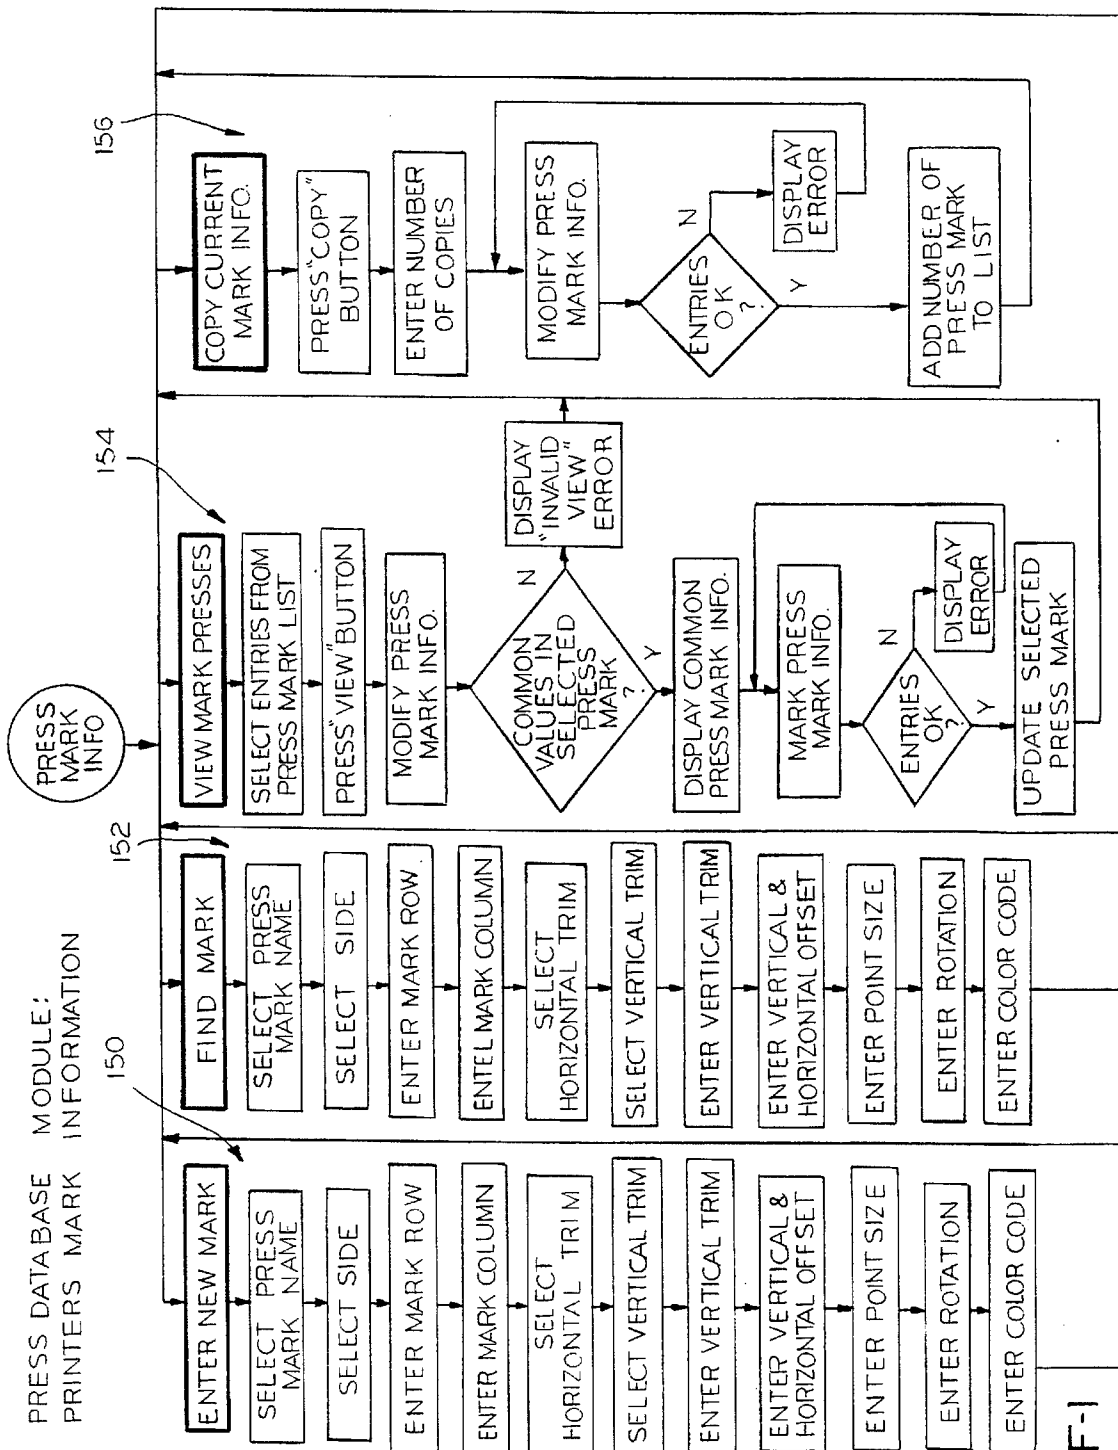 PRESS DATABASE MODULE:
PRINTERS MARK INFORMATION
PRESS
MARK
INFO
150
ENTER NEW MARK
SELECT PRESS
MARK NAME
SELECT SIDE
ENTER MARK ROW
ENTER MARK COLUMN
SELECT
HORIZONTAL TRIM
SELECT VERTICAL TRIM
ENTER VERTICAL TRIM
ENTER VERTICAL &
HORIZONTAL OFFSET
ENTER POINT SIZE
ENTER ROTATION
ENTER COLOR CODE
152
FIND MARK
SELECT PRESS
MARK NAME
SELECT SIDE
ENTER MARK ROW
ENTEL MARK COLUMN
SELECT
HORIZONTAL TRIM
SELECT VERTICAL TRIM
ENTER VERTICAL TRIM
ENTER VERTICAL &
HORIZONTAL OFFSET
ENTER POINT SIZE
ENTER ROTATION
ENTER COLOR CODE
154
VIEW MARK PRESSES
SELECT ENTRIES FROM
PRESS MARK LIST
PRESS "VIEW" BUTTON
MODIFY PRESS
MARK INFO.
COMMON
VALUES IN
SELECTED
PRESS
MARK
?
N
DISPLAY
"INVALID
VIEW"
ERROR
Y
DISPLAY COMMON
PRESS MARK INFO.
MARK PRESS
MARK INFO.
ENTRIES
OK
?
N
DISPLAY
ERROR
Y
UPDATE SELECTED
PRESS MARK
156
COPY CURRENT
MARK INFO.
PRESS "COPY"
BUTTON
ENTER NUMBER
OF COPIES
MODIFY PRESS
MARK INFO.
ENTRIES
OK
?
N
DISPLAY
ERROR
Y
ADD NUMBER OF
PRESS MARK
TO LIST
F-1